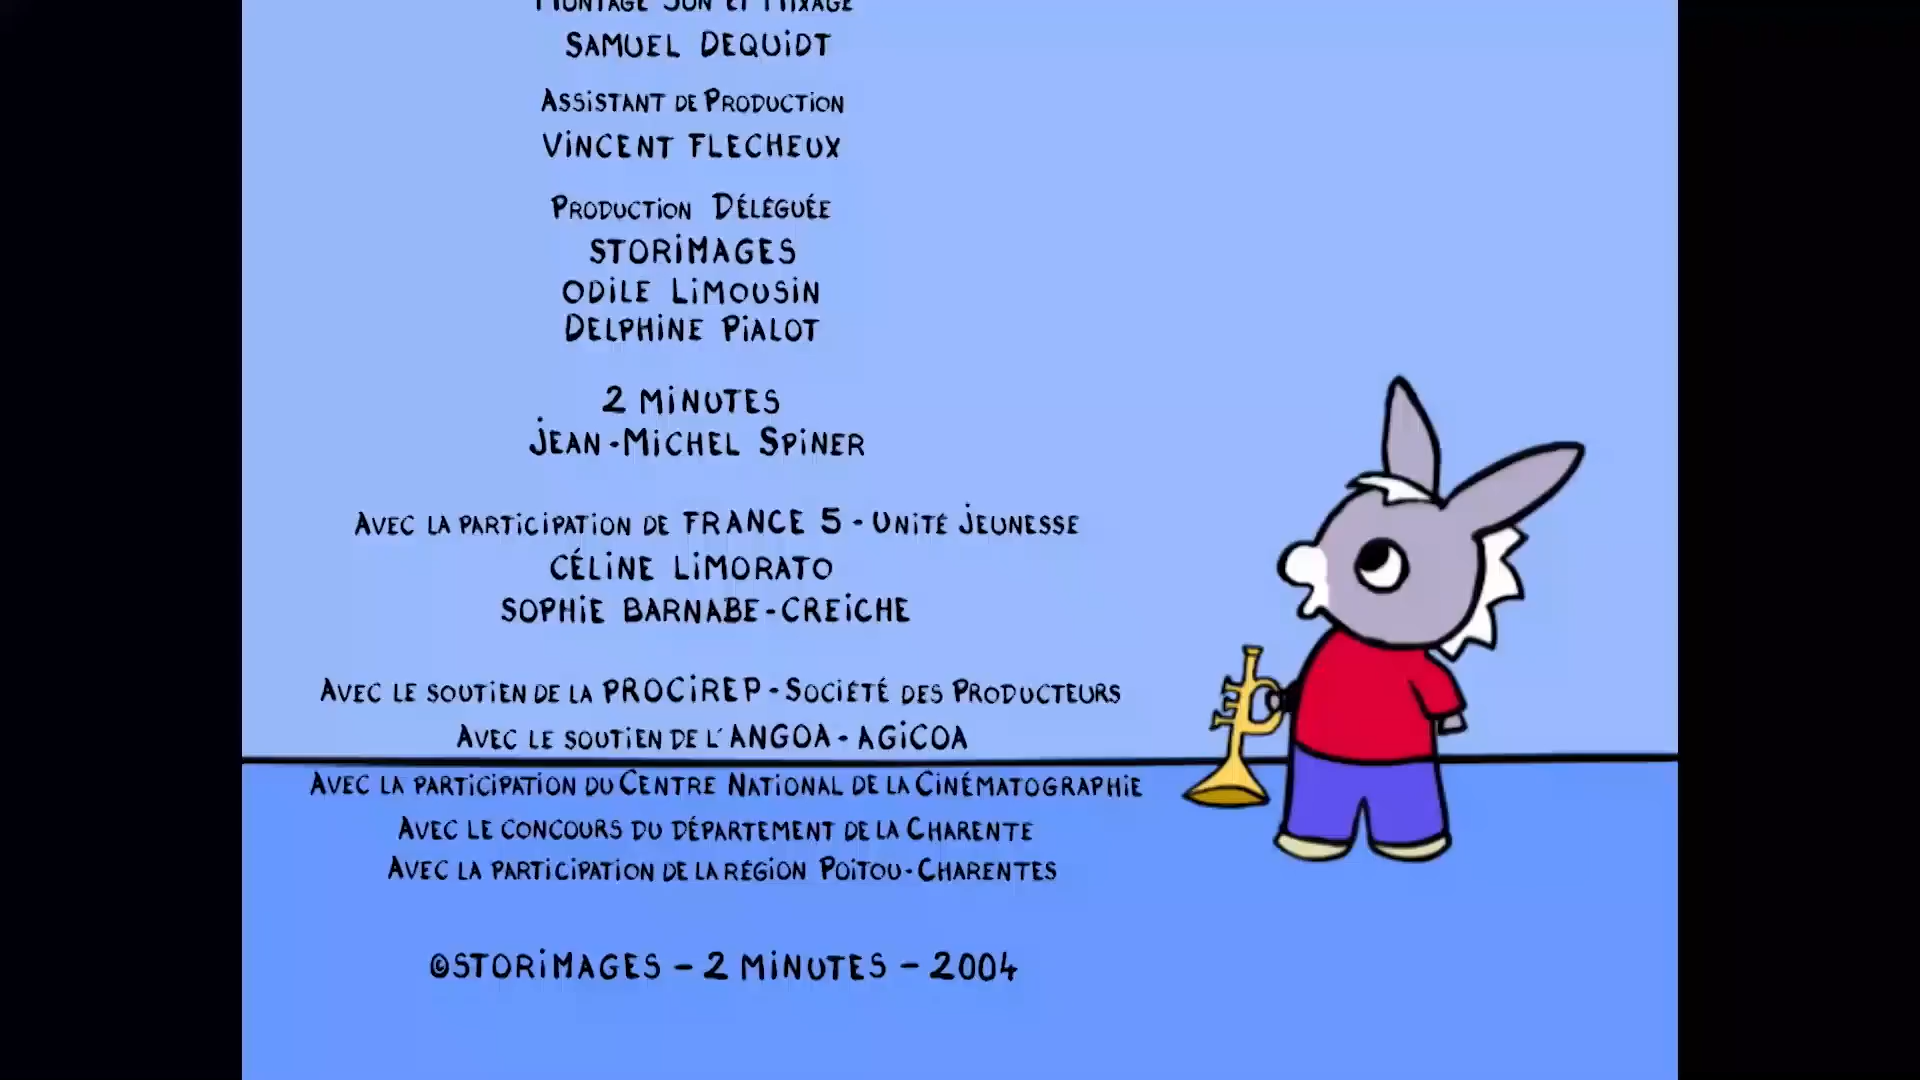 MONTAGE SON ET MIXAGE
SAMUEL DEQUIDT
ASSISTANT DE PRODUCTION
VINCENT FLECHEUX
PRODUCTION DÉLÉGUÉE
STORIMAGES
ODILE LIMOUSIN
DELPHINE PIALOT
2 MINUTES
JEAN-MICHEL SPINER
AVEC LA PARTICIPATION DE FRANCE 5 - UNITÉ JEUNESSE
CÉLINE LIMORATO
SOPHIE BARNABE-CREICHE
AVEC LE SOUTIEN DE LA PROCIREP - SOCIÉTÉ DES PRODUCTEURS
AVEC LE SOUTIEN DE L'ANGOA - AGICOA
AVEC LA PARTICIPATION DU CENTRE NATIONAL DE LA CINÉMATOGRAPHIE
AVEC LE CONCOURS DU DÉPARTEMENT DE LA CHARENTE
AVEC LA PARTICIPATION DE LA RÉGION POITOU-CHARENTES
©STORIMAGES – 2 MINUTES – 2004